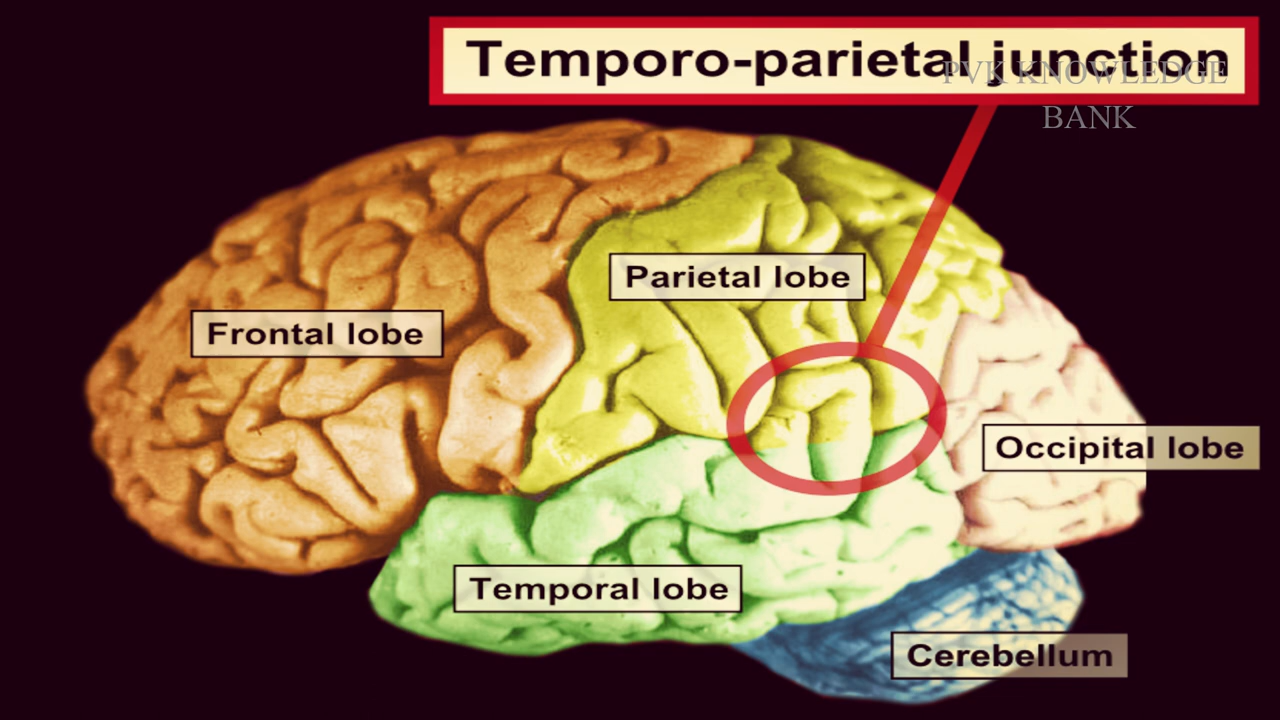 Temporo-parietal junction
PVK KNOWLEDGE
BANK
Parietal lobe
Frontal lobe
Occipital lobe
Temporal lobe
Cerebellum